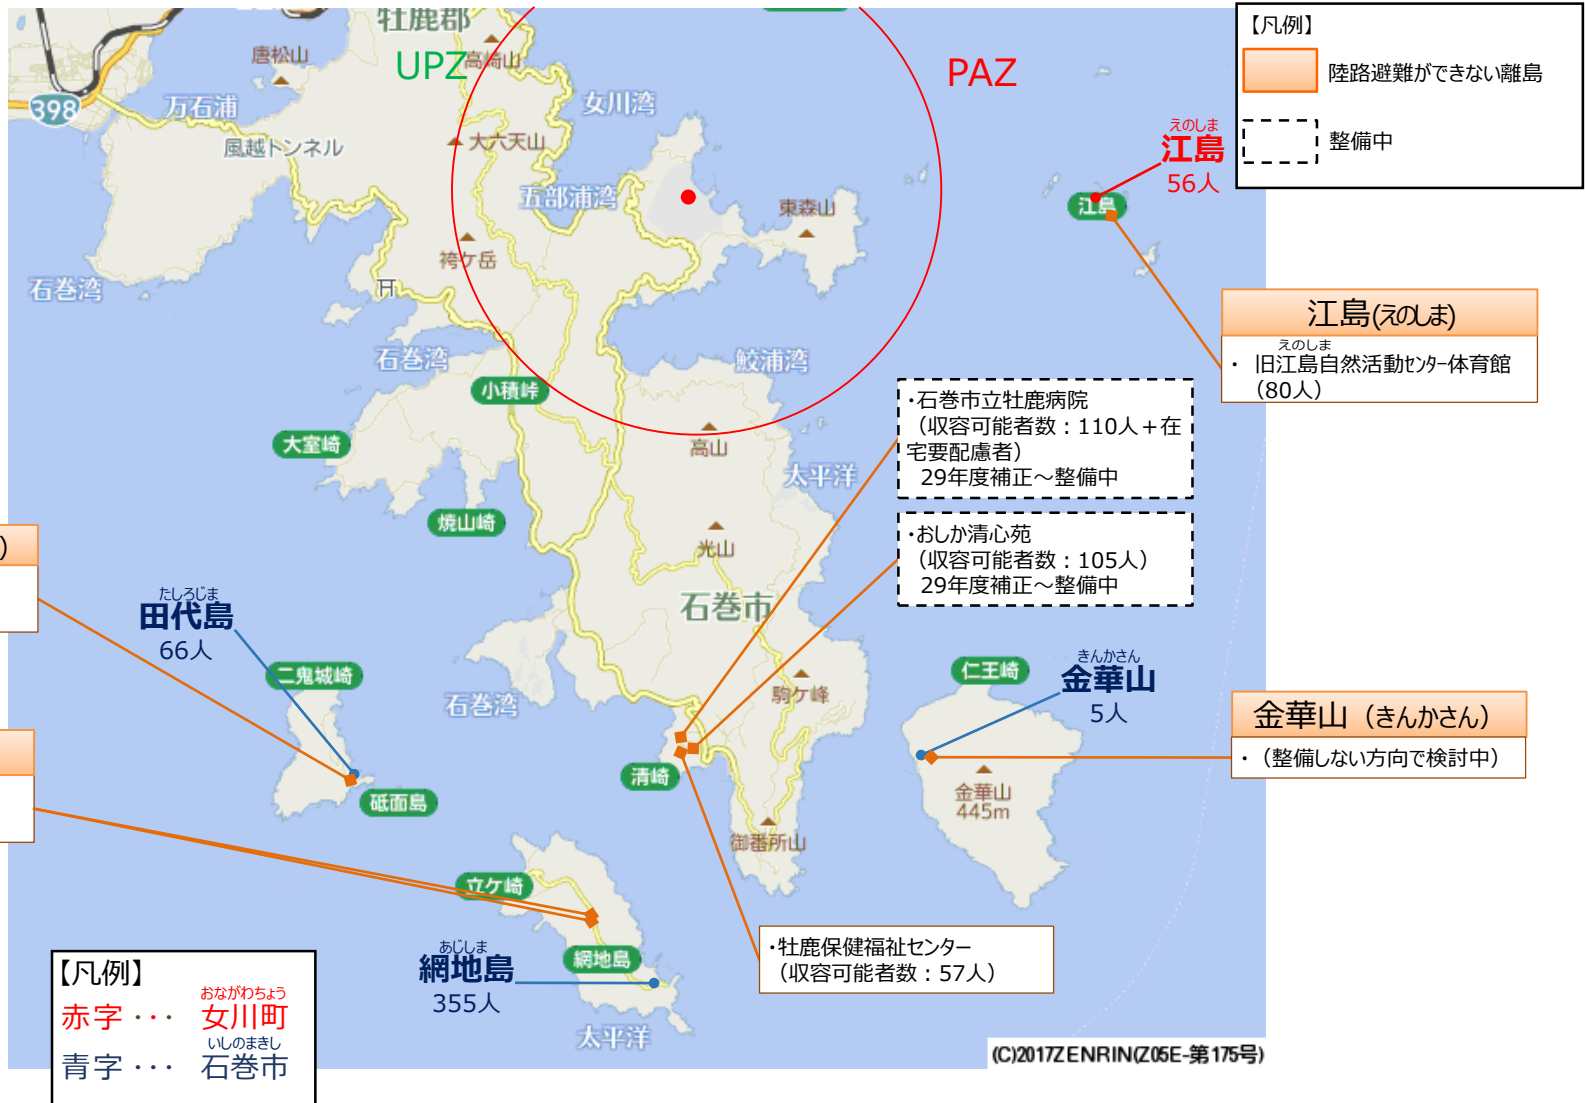 牡鹿郡
UPZ
PAZ
唐松山
高崎山
398
万石浦
女川湾
風越トンネル
大六天山
五部浦湾
東森山
袴ケ岳
石巻湾
石巻湾
鮫浦湾
小積峠
大室崎
高山
太平洋
焼山崎
光山
石巻市
えのしま
江島
56人
江島
【凡例】
陸路避難ができない離島
整備中
江島(えのしま)
えのしま
・ 旧江島自然活動センター体育館
(80人)
・石巻市立牡鹿病院
(収容可能者数：110人＋在
宅要配慮者)
29年度補正～整備中
・おしか清心苑
(収容可能者数：105人)
29年度補正～整備中
)
たしろじま
田代島
66人
二鬼城崎
石巻湾
駒ケ峰
仁王崎
きんかさん
金華山
5人
金華山（きんかさん）
・（整備しない方向で検討中）
砥面島
清崎
金華山
445m
御番所山
立ケ崎
網地島
あじしま
網地島
355人
太平洋
・牡鹿保健福祉センター
（収容可能者数：57人）
【凡例】
おながわちょう
赤字 ･･･ 女川町
いしのまきし
青字 ･･･ 石巻市
(C)2017ZENRIN(Z05E-第175号)